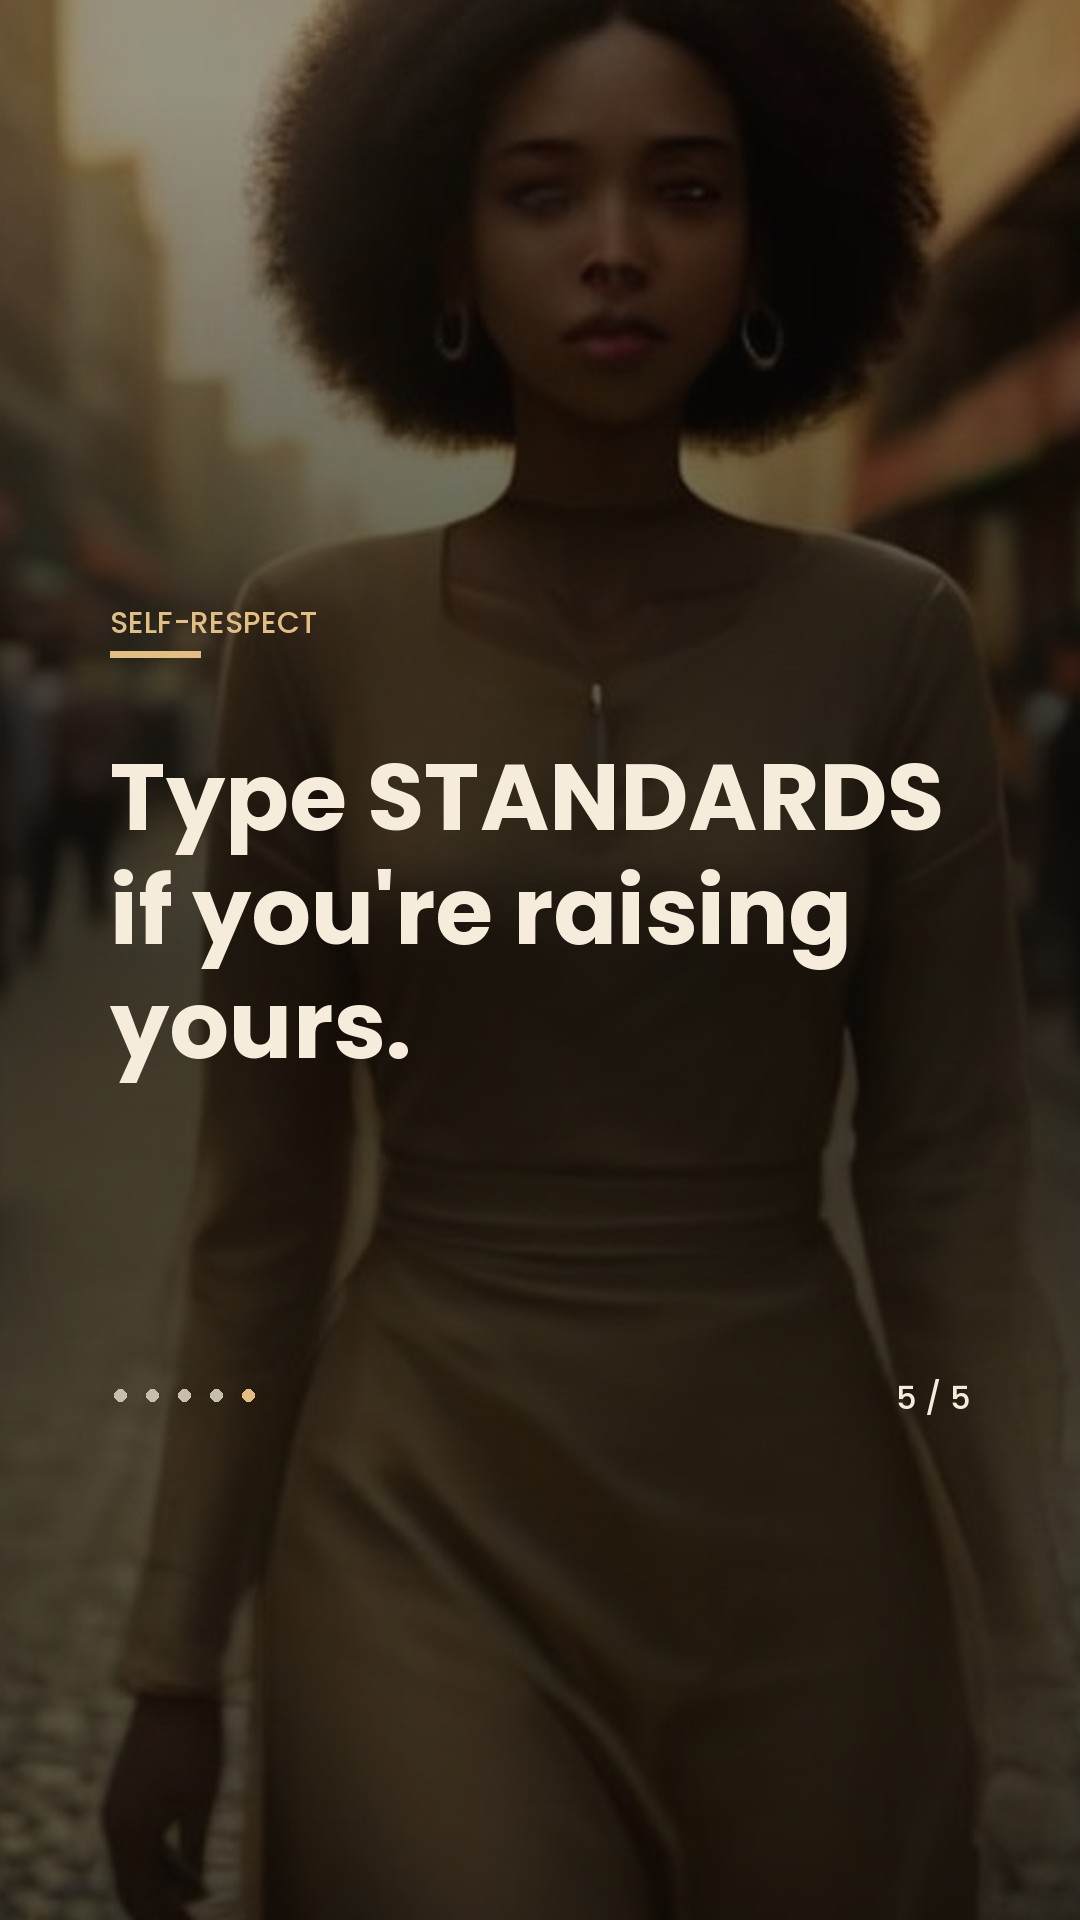 SELF-RESPECT
Type STANDARDS
if you're raising
yours.
5 / 5